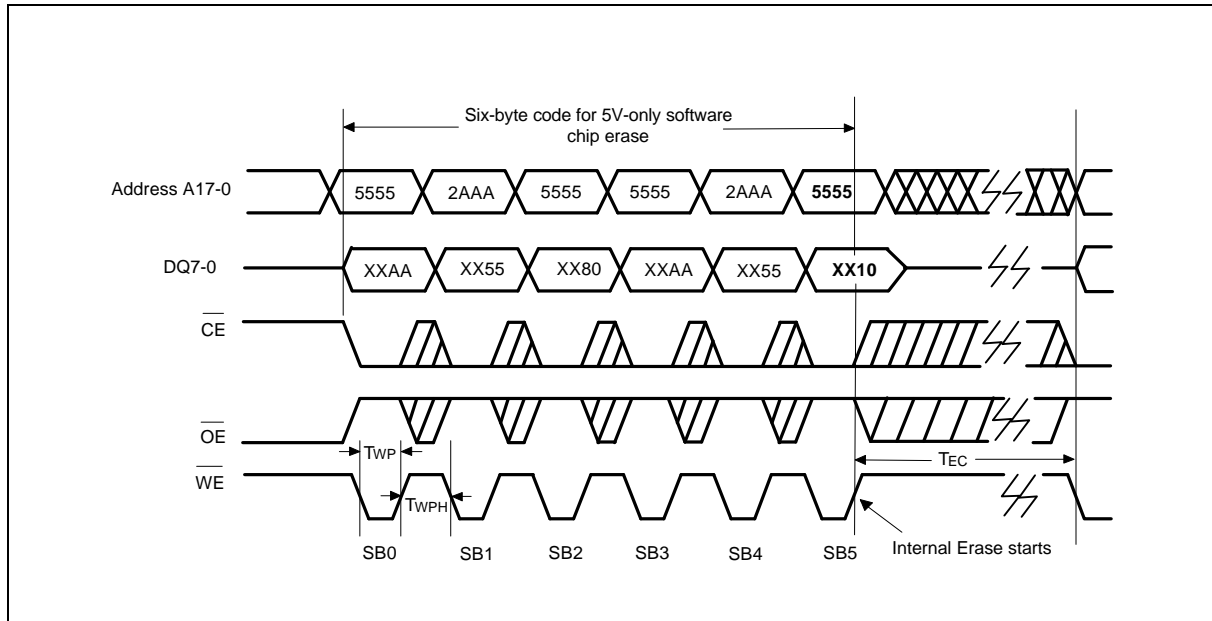 Six-byte code for 5V-only software
chip erase
Address A17-0
5555
2AAA
5555
5555
2AAA
5555
DQ7-0
XXAA
XX55
XX80
XXAA
XX55
XX10
CE
OE
TWP
TEC
WE
TWPH
Internal Erase starts
SB0
SB1
SB2
SB3
SB4
SB5